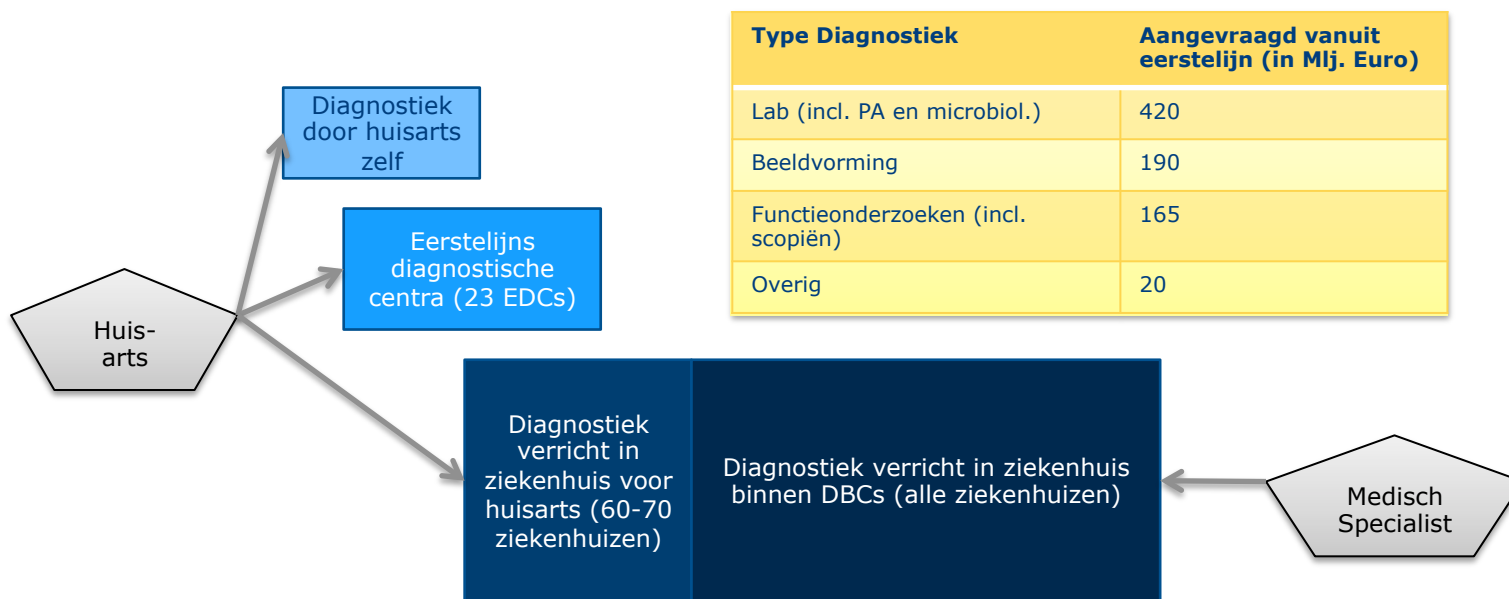 Type Diagnostiek
Aangevraagd vanuit
eerstelijn (in Mlj. Euro)
Lab (incl. PA en microbiol.)
420
Beeldvorming
190
Functieonderzoeken (incl.
scopiën)
165
Overig
20
Diagnostiek
door huisarts
zelf
Eerstelijns
diagnostische
centra (23 EDCs)
Huis-
arts
Diagnostiek
verricht in
ziekenhuis voor
huisarts (60-70
ziekenhuizen)
Diagnostiek verricht in ziekenhuis
binnen DBCs (alle ziekenhuizen)
Medisch
Specialist